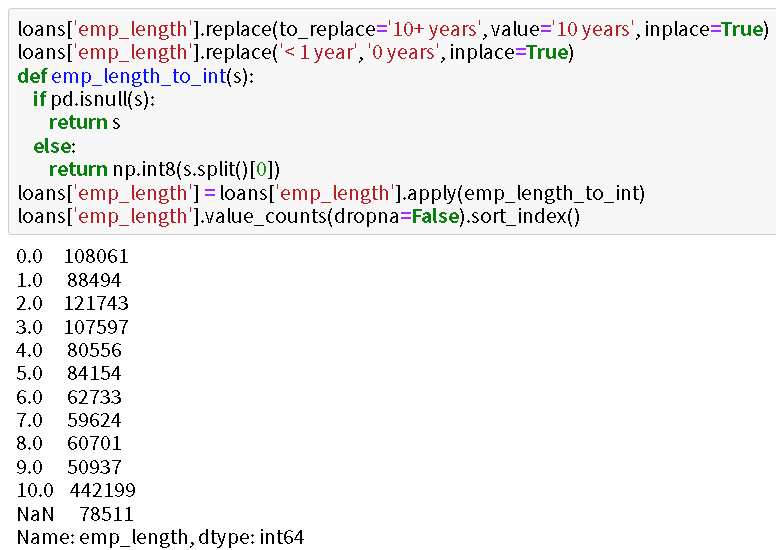 loans['emp_length'].replace(to_replace='10+ years', value='10 years', inplace=True)
loans['emp_length'].replace('< 1 year', '0 years', inplace=True)
def emp_length_to_int(s):
    if pd.isnull(s):
        return s
    else:
        return np.int8(s.split()[0])
loans['emp_length'] = loans['emp_length'].apply(emp_length_to_int)
loans['emp_length'].value_counts(dropna=False).sort_index()
0.0 108061
1.0 88494
2.0 121743
3.0 107597
4.0 80556
5.0 84154
6.0 62733
7.0 59624
8.0 60701
9.0 50937
10.0 442199
NaN 78511
Name: emp_length, dtype: int64